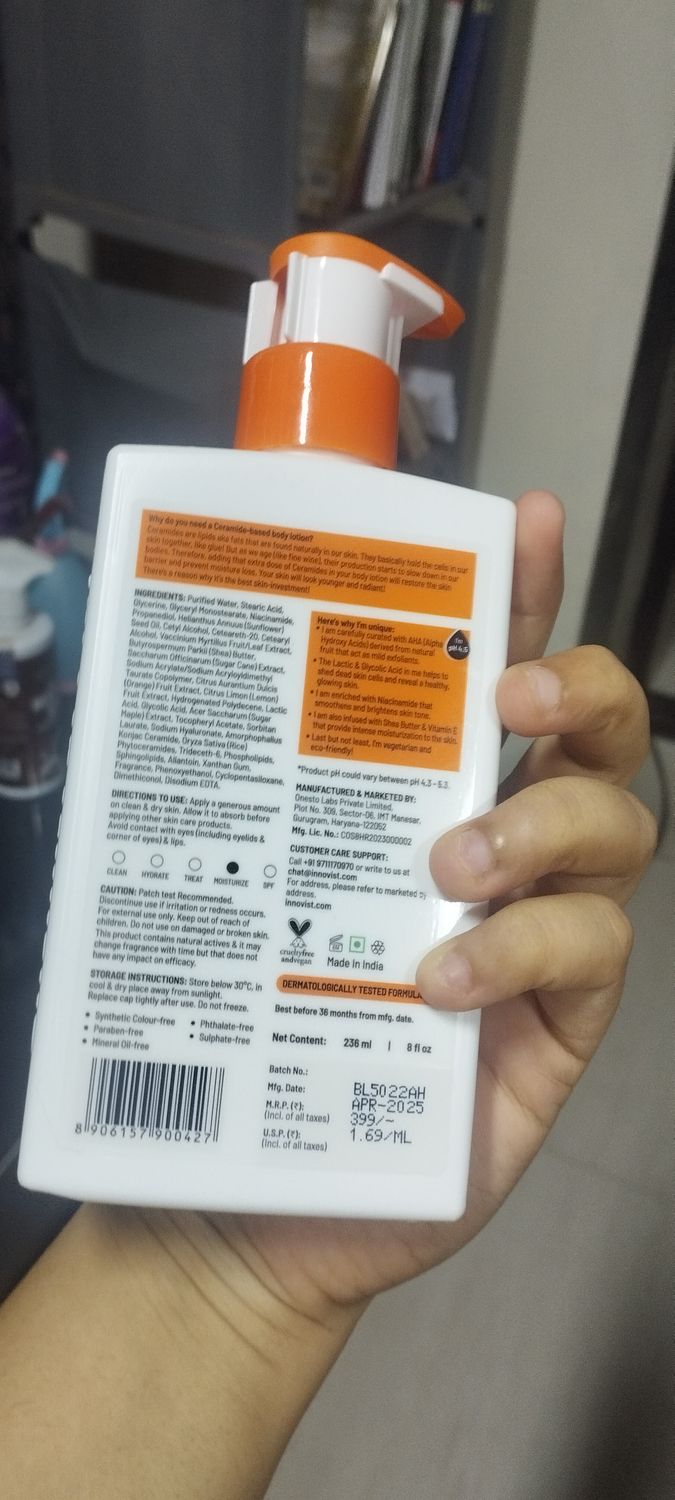 Why do you need a Ceramide-based body lotion?
Ceramides are lipids aka fats that are found naturally in our skin. They basically hold the cells in our
skin together, like glue! But as we age (like fine wine), their production starts to slow down in our
bodies. Therefore, adding that extra dose of Ceramides in your body lotion will restore the skin
barrier and prevent moisture loss. Your skin will look younger and radiant!
There's a reason why it's the best skin-investment!
INGREDIENTS: Purified Water, Stearic Acid,
Glycerine, Glyceryl Monostearate, Niacinamide,
Propanediol, Helianthus Annuus (Sunflower)
Seed Oil, Cetyl Alcohol, Ceteareth-20, Cetearyl
Alcohol, Vaccinium Myrtillus Fruit/Leaf Extract,
Butyrospermum Parkii (Shea) Butter,
Saccharum Officinarum (Sugar Cane) Extract,
Sodium Acrylate/Sodium Acryloyldimethyl
Taurate Copolymer, Citrus Aurantium Dulcis
(Orange) Fruit Extract, Citrus Limon (Lemon)
Fruit Extract, Hydrogenated Polydecene, Lactic
Acid, Glycolic Acid, Acer Saccharum (Sugar
Maple) Extract, Tocopheryl Acetate, Sorbitan
Laurate, Sodium Hyaluronate, Amorphophallus
Konjac Ceramide, Oryza Sativa (Rice)
Phytoceramides, Trideceth-6, Phospholipids,
Sphingolipids, Allantoin, Xanthan Gum,
Fragrance, Phenoxyethanol, Cyclopentasiloxane,
Dimethiconol, Disodium EDTA.
DIRECTIONS TO USE: Apply a generous amount
on clean & dry skin. Allow it to absorb before
applying other skin care products.
Avoid contact with eyes (including eyelids &
corner of eyes) & lips.
CLEAN HYDRATE TREAT MOISTURIZE SPF
CAUTION: Patch test Recommended.
Discontinue use if irritation or redness occurs.
For external use only. Keep out of reach of
children. Do not use on damaged or broken skin.
This product contains natural actives & it may
change fragrance with time but that does not
have any impact on efficacy.
STORAGE INSTRUCTIONS: Store below 30°C, in
cool & dry place away from sunlight.
Replace cap tightly after use. Do not freeze.
• Synthetic Colour-free • Phthalate-free
• Paraben-free • Sulphate-free
• Mineral Oil-free
8 906157 900427
Here's why I'm unique:
• I am carefully curated with AHA (Alpha
Hydroxy Acids) derived from natural
fruit that act as mild exfolients.
I'm
pH 4.5
• The Lactic & Glycolic Acid in me helps to
shed dead skin cells and reveal a healthy,
glowing skin.
• I am enriched with Niacinamide that
smoothens and brightens skin tone.
• I am also infused with Shea Butter & Vitamin E
that provide intense moisturization to the skin.
• Last but not least, I'm vegetarian and
eco-friendly!
*Product pH could vary between pH 4.3 - 5.3.
MANUFACTURED & MARKETED BY:
Onesto Labs Private Limited.
Plot No. 309, Sector-06, IMT Manesar,
Gurugram, Haryana-122052
Mfg. Lic. No.: COS8HR2023000002
CUSTOMER CARE SUPPORT:
Call +91 9711170970 or write to us at
chat@innovist.com
For address, please refer to marketed by
address.
innovist.com
crueltyfree
andvegan
Made In India
DERMATOLOGICALLY TESTED FORMULA
Best before 36 months from mfg. date.
Net Content: 236 ml | 8 fl oz
Batch No.: BL5022AH
Mfg. Date: APR-2025
M.R.P. (₹): 399/-
(Incl. of all taxes)
U.S.P. (₹): 1.69/ML
(Incl. of all taxes)